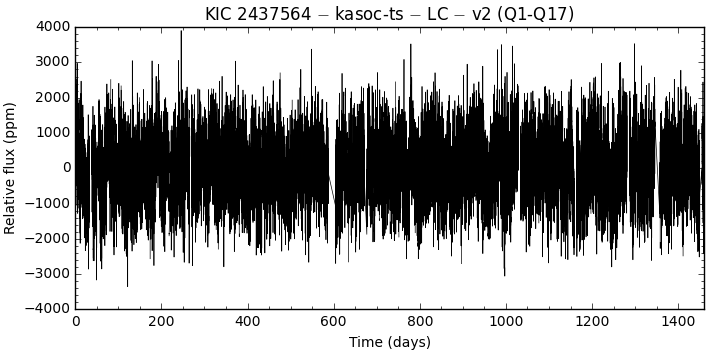 KIC 2437564 − kasoc-ts − LC − v2 (Q1-Q17)
Relative flux (ppm)
4000
3000
2000
1000
0
−1000
−2000
−3000
−4000
0 200 400 600 800 1000 1200 1400
Time (days)